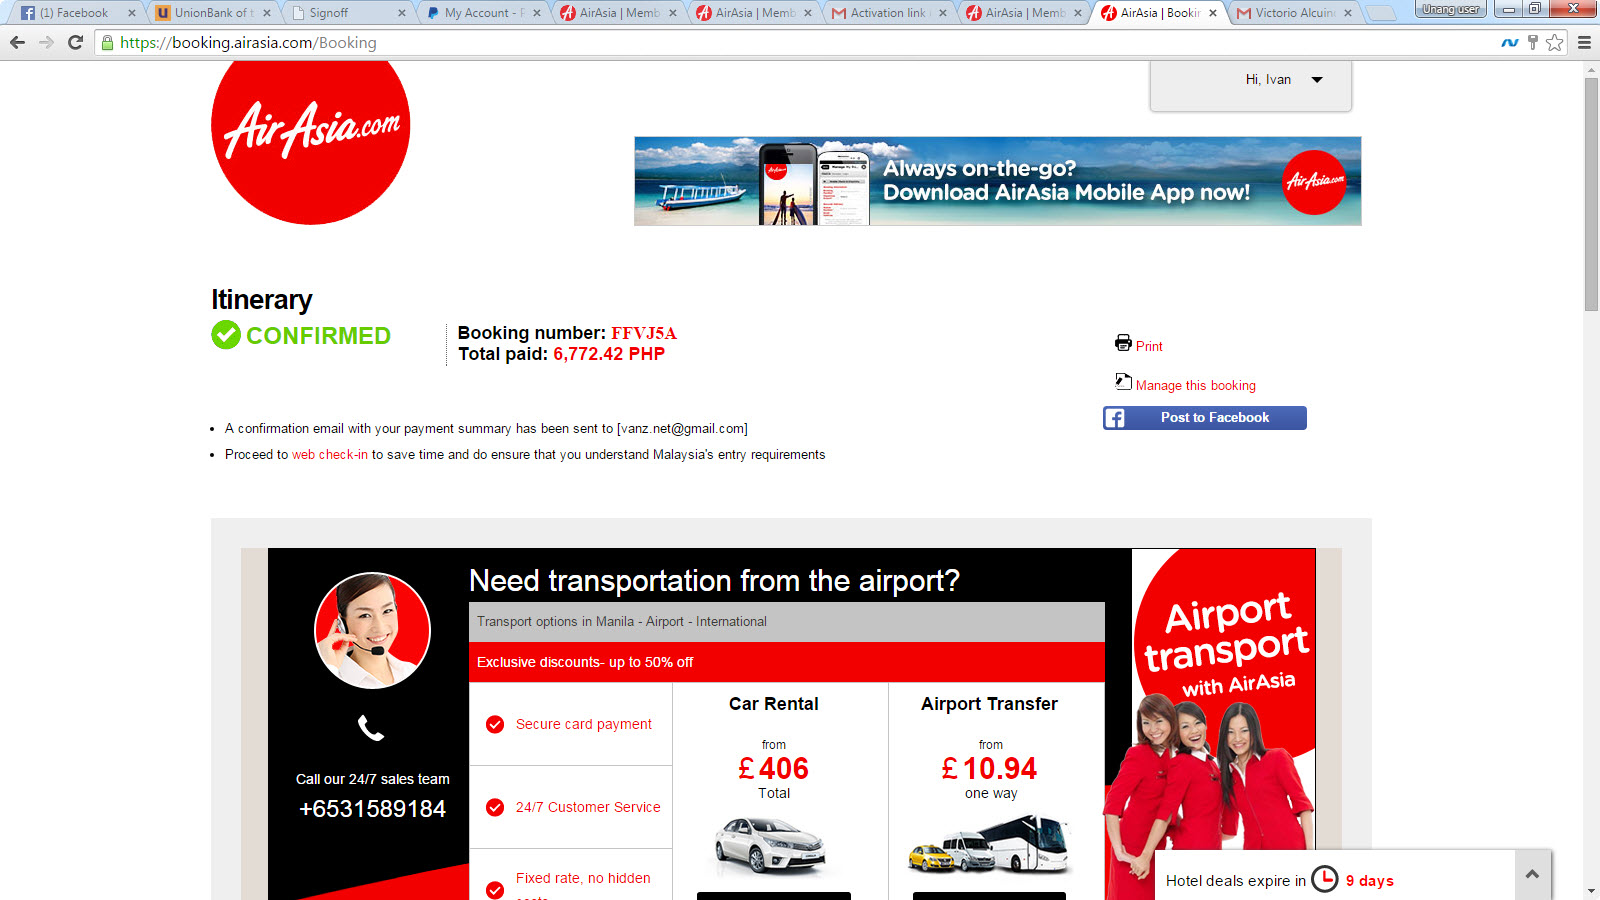 (1) Facebook
UnionBank of t
Signoff
My Account - P
AirAsia | Memb
AirAsia | Memb
Activation link
AirAsia | Memb
AirAsia | Bookin
Victorio Alcuin
Unang user
https://booking.airasia.com/Booking
Hi, Ivan
AirAsia.com
Always on-the-go?
Download AirAsia Mobile App now!
AirAsia.com
Itinerary
CONFIRMED
Booking number: FFVJ5A
Total paid: 6,772.42 PHP
Print
Manage this booking
Post to Facebook
• A confirmation email with your payment summary has been sent to [vanz.net@gmail.com]
• Proceed to web check-in to save time and do ensure that you understand Malaysia's entry requirements
Need transportation from the airport?
Transport options in Manila - Airport - International
Exclusive discounts- up to 50% off
Call our 24/7 sales team
+6531589184
Secure card payment
24/7 Customer Service
Fixed rate, no hidden
Car Rental
from
£406
Total
Airport Transfer
from
£10.94
one way
Airport
transport
with AirAsia
Hotel deals expire in 9 days